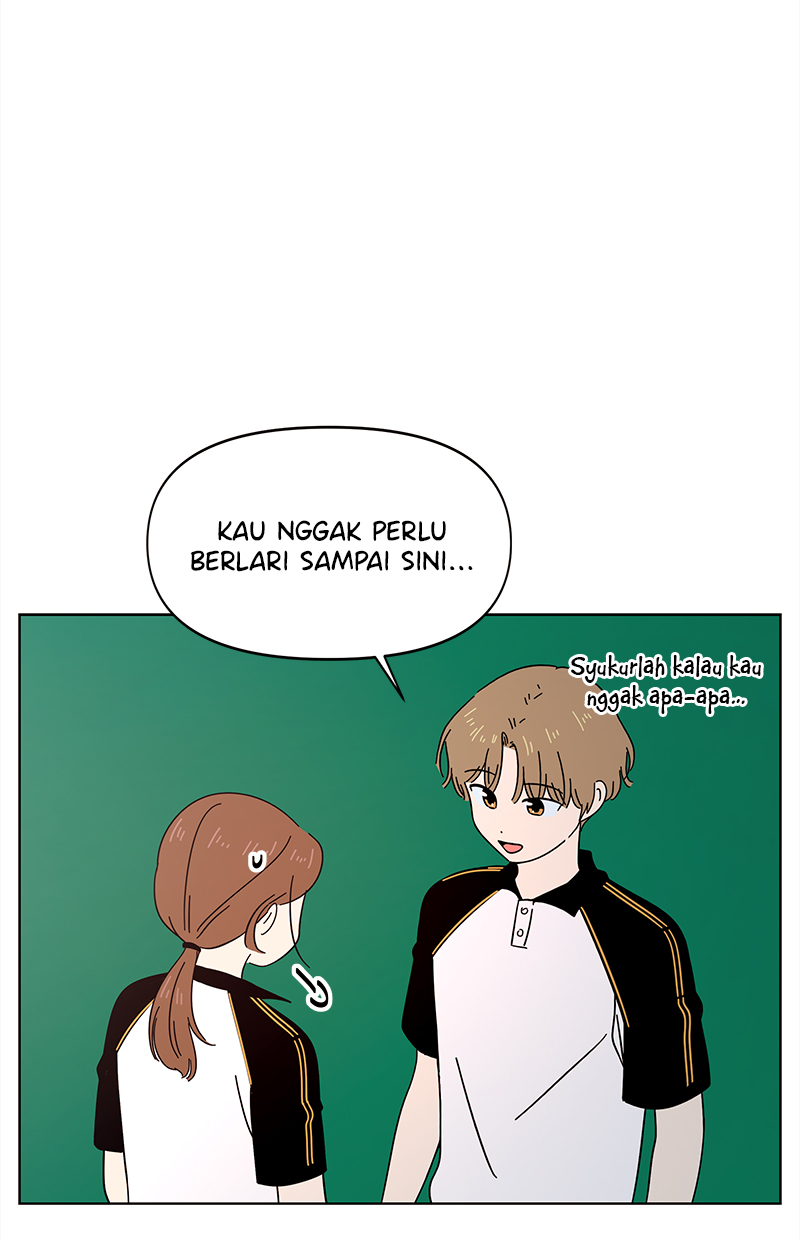 KAU NGGAK PERLU
BERLARI SAMPAI SINI...
Syukurlah kalau kau
nggak apa-apa...